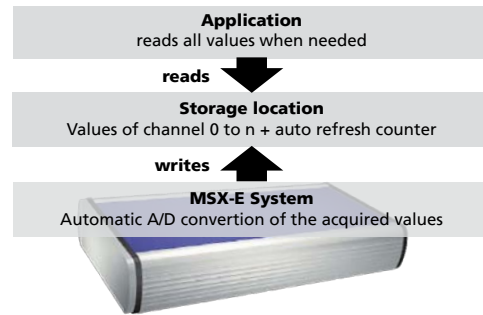 Application
reads all values when needed
reads
Storage location
Values of channel 0 to n + auto refresh counter
writes
MSX-E System
Automatic A/D convertion of the acquired values